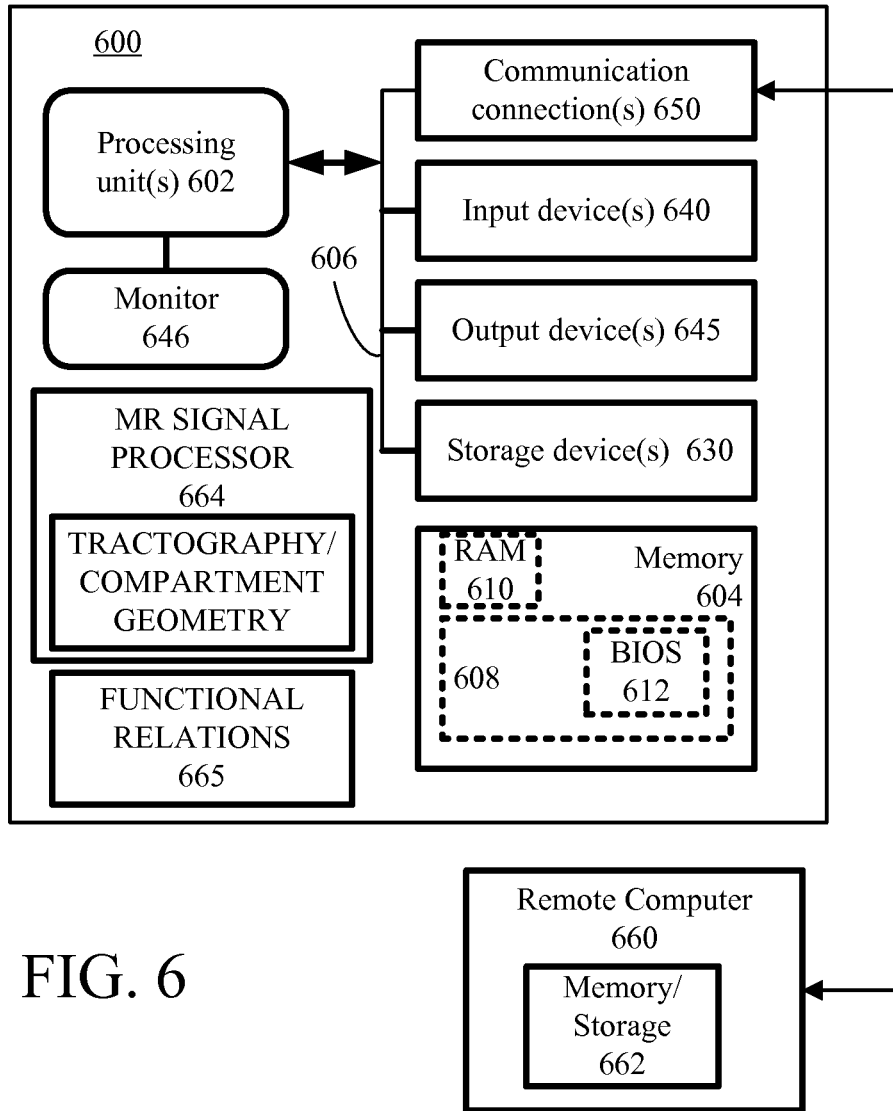 600
Processing
unit(s) 602
Monitor
646
MR SIGNAL
PROCESSOR
664
TRACTOGRAPHY/
COMPARTMENT
GEOMETRY
FUNCTIONAL
RELATIONS
665
606
Communication
connection(s) 650
Input device(s) 640
Output device(s) 645
Storage device(s) 630
RAM
610
Memory
604
608
BIOS
612
Remote Computer
660
Memory/
Storage
662
FIG. 6